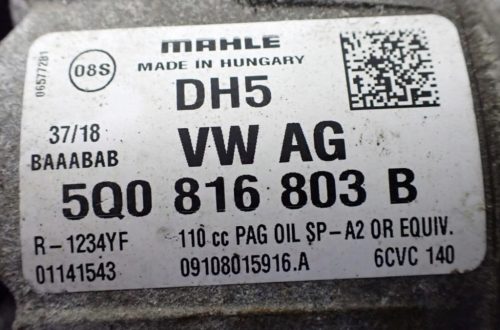 MAHLE
MADE IN HUNGARY
06577281
08S
DH5
37/18
BAAABAB
VW AG
5Q0 816 803 B
R-1234YF
110 cc PAG OIL SP-A2 OR EQUIV.
01141543
09108015916.A
6CVC 140